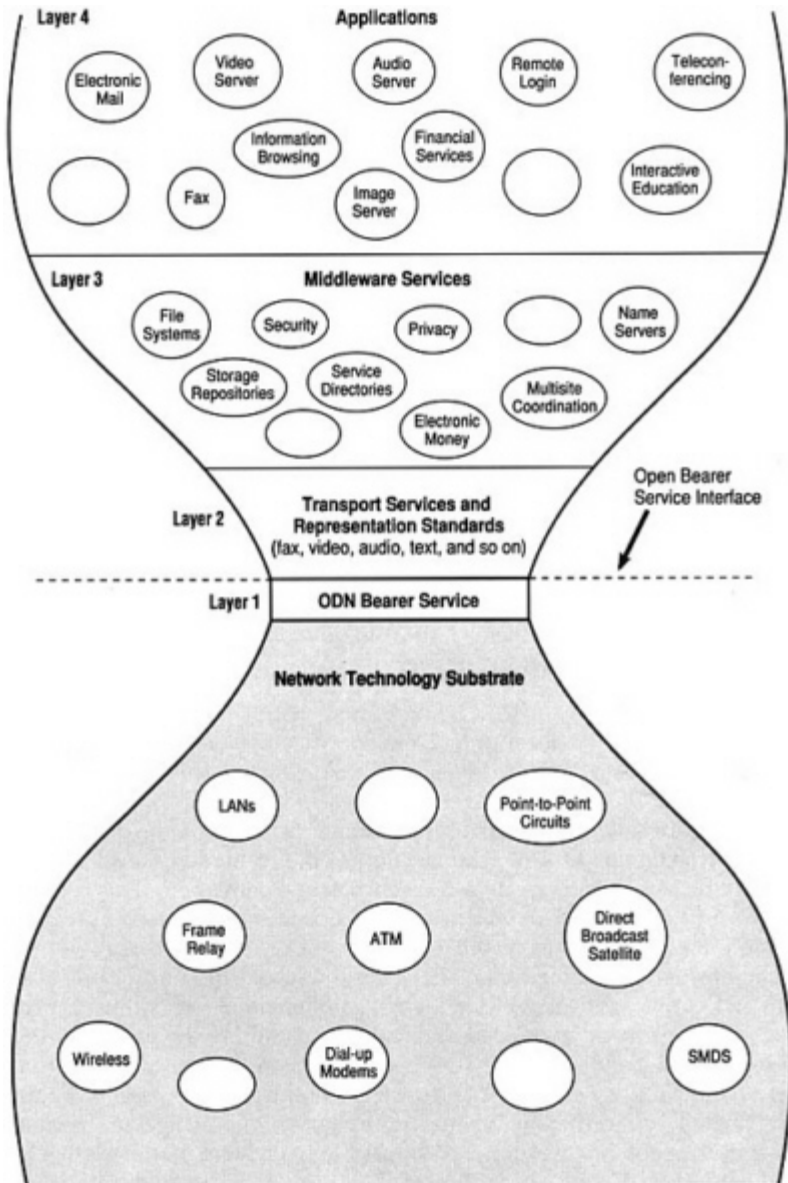 Layer 4
Applications
Electronic
Mail
Video
Server
Audio
Server
Remote
Login
Telecon-
ferencing
Information
Browsing
Financial
Services
Fax
Image
Server
Interactive
Education
Layer 3
Middleware Services
File
Systems
Security
Privacy
Name
Servers
Storage
Repositories
Service
Directories
Electronic
Money
Multisite
Coordination
Open Bearer
Service Interface
Layer 2
Transport Services and
Representation Standards
(fax, video, audio, text, and so on)
Layer 1
ODN Bearer Service
Network Technology Substrate
LANs
Point-to-Point
Circuits
Frame
Relay
ATM
Direct
Broadcast
Satellite
Wireless
Dial-up
Modems
SMDS